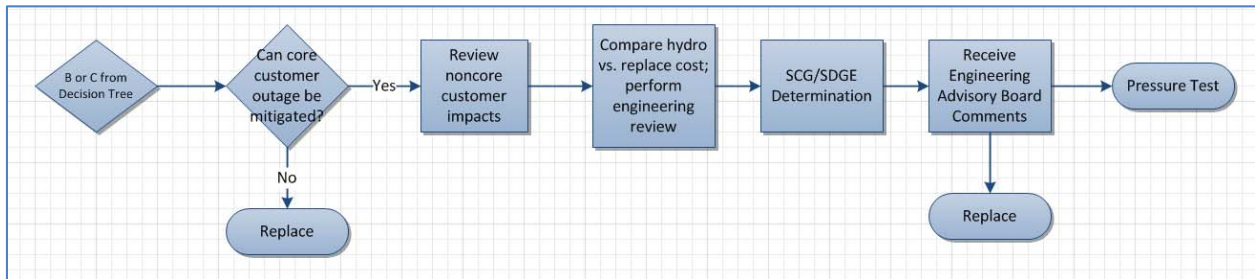 B or C from
Decision Tree
Can core
customer
outage be
mitigated?
Yes
No
Replace
Review
noncore
customer
impacts
Compare hydro
vs. replace cost;
perform
engineering
review
SCG/SDGE
Determination
Receive
Engineering
Advisory Board
Comments
Pressure Test
Replace